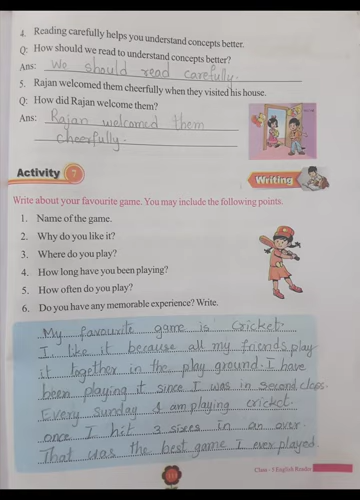 4. Reading carefully helps you understand concepts better.
Q: How should we read to understand concepts better?
Ans: We should read carefully.
5. Rajan welcomed them cheerfully when they visited his house.
Q: How did Rajan welcome them?
Ans: Rajan welcomed them
cheerfully.
Activity 7
Writing
Write about your favourite game. You may include the following points.
1. Name of the game.
2. Why do you like it?
3. Where do you play?
4. How long have you been playing?
5. How often do you play?
6. Do you have any memorable experience? Write.
My favourite game is Cricket.
I like it because all my friends play
it together in the play ground. I have
been playing it since I was in second class.
Every sunday I am playing cricket.
once I hit 3 sixes in an over.
That was the best game I ever played.
Class - 5 English Reader